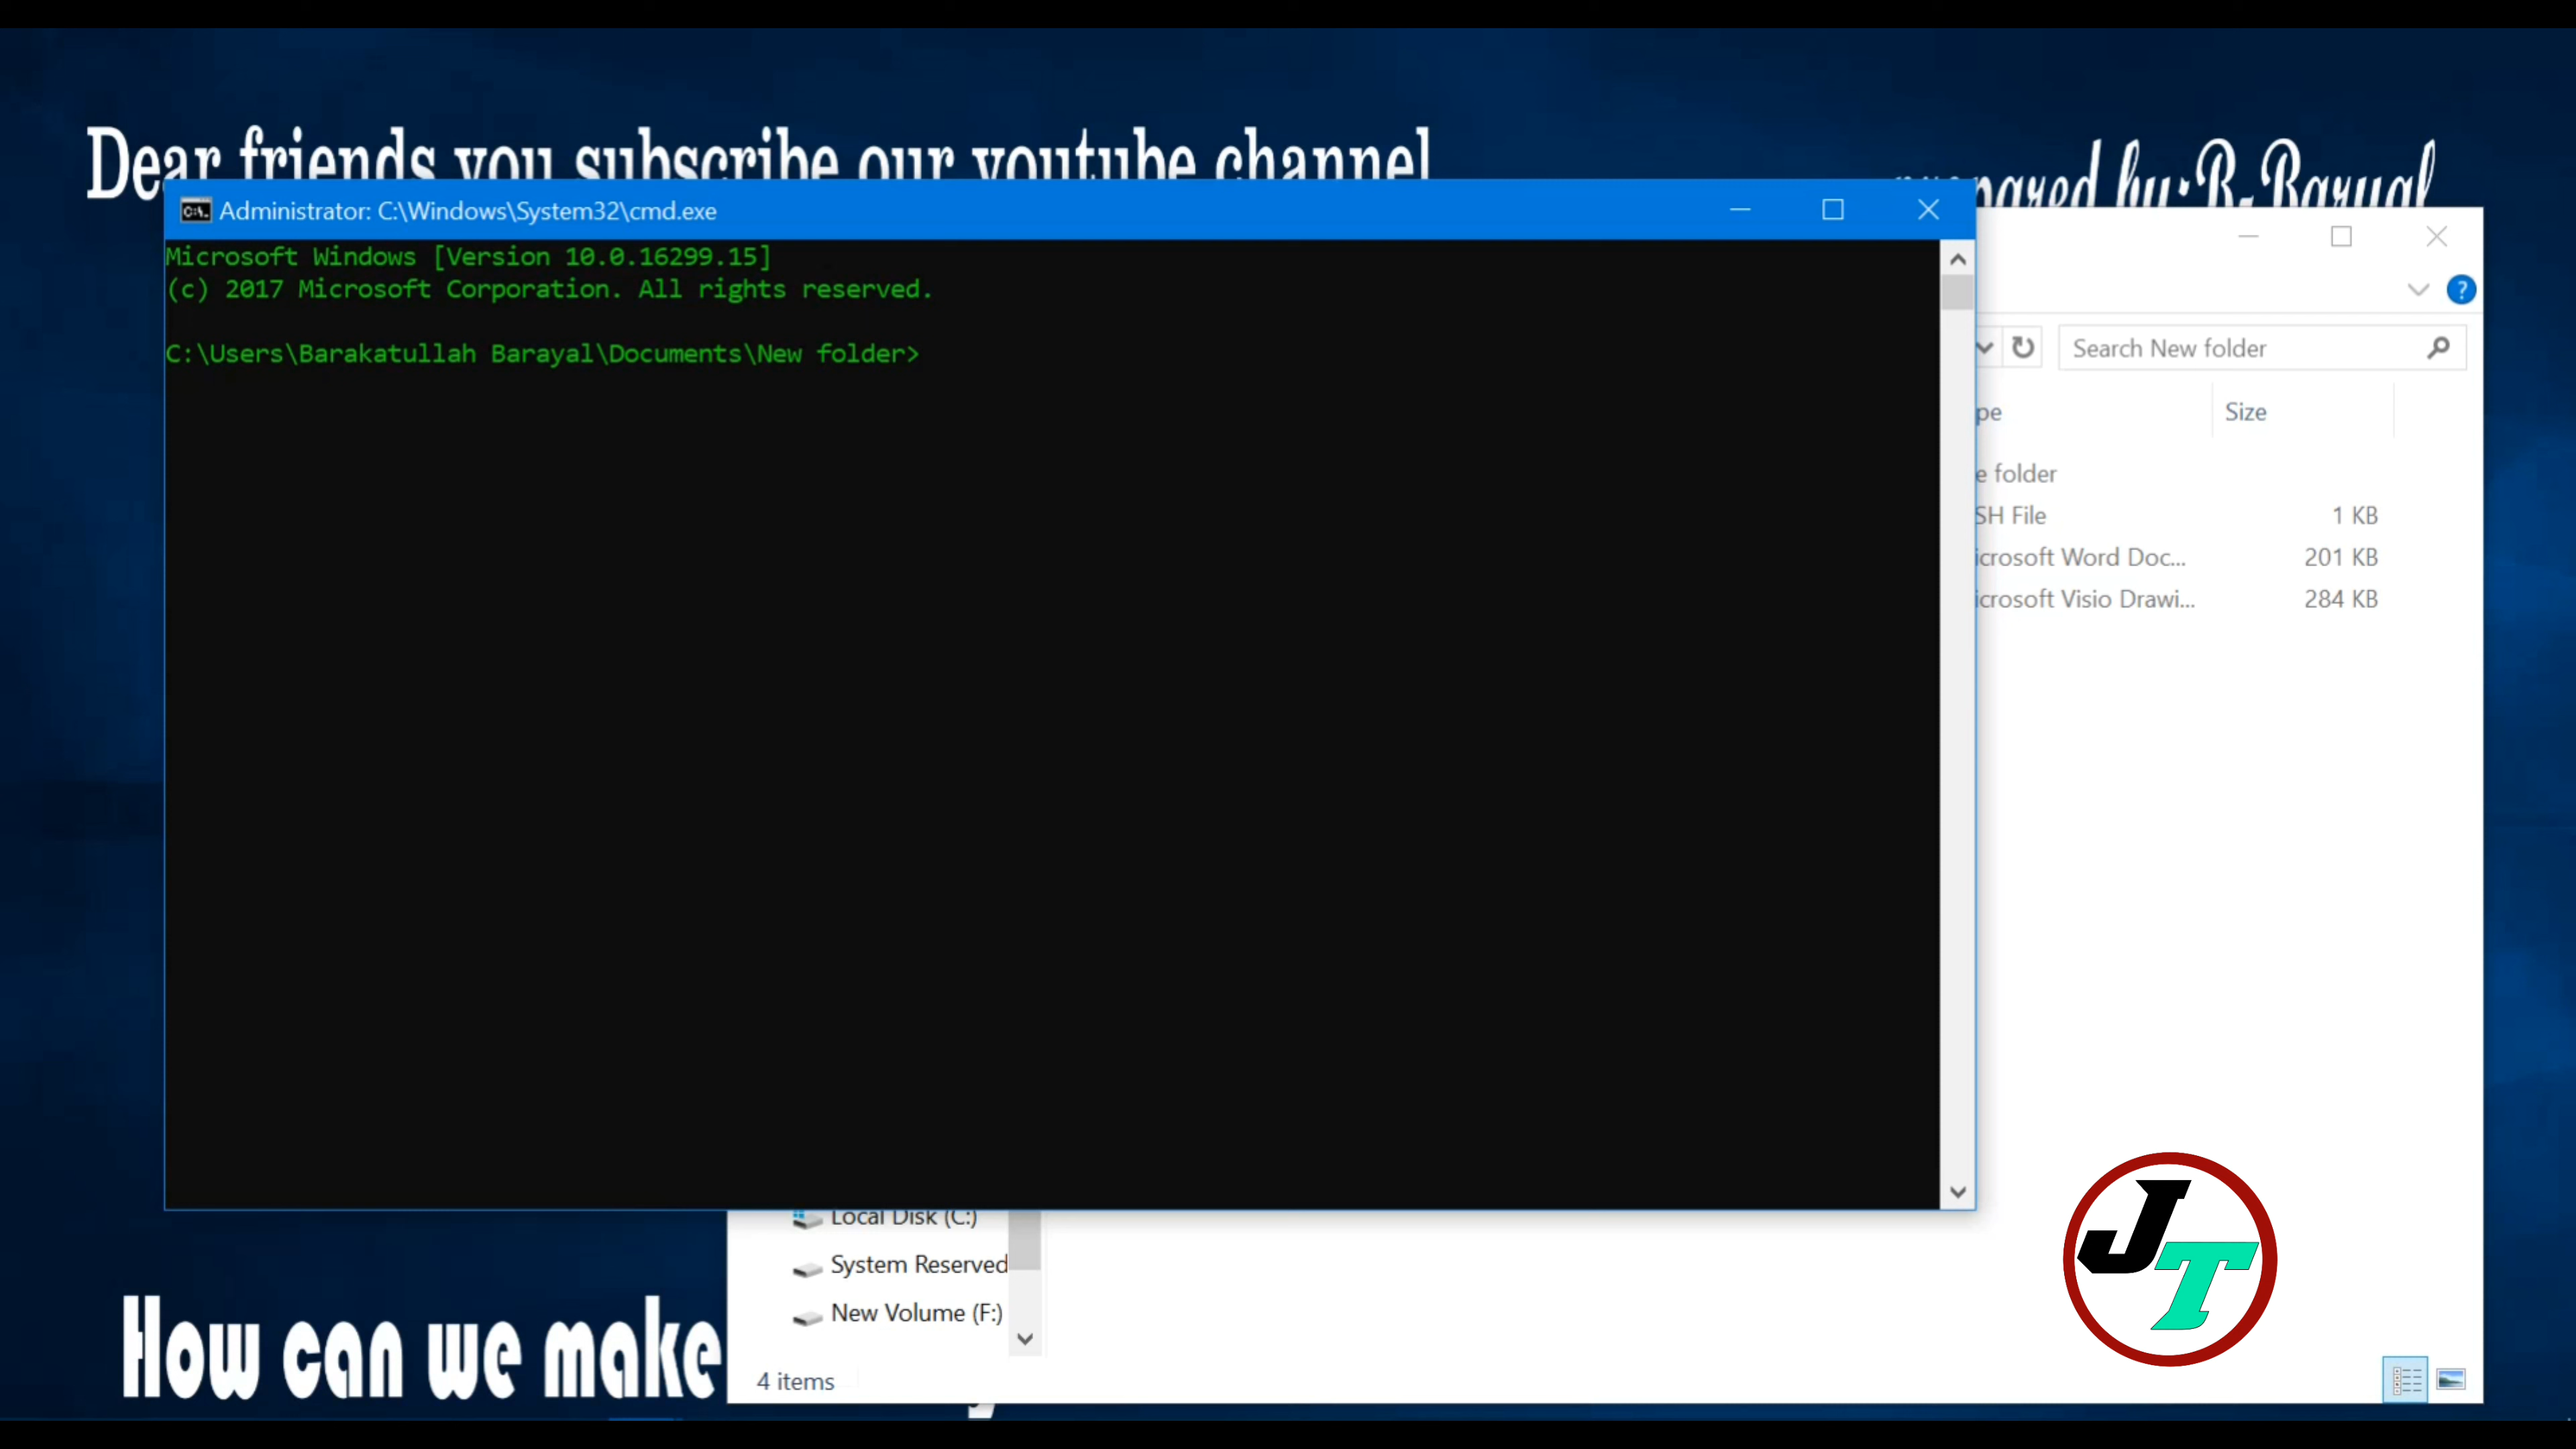 Dear friends you subscribe our youtube channel
by:B-Baryal
Administrator: C:\Windows\System32\cmd.exe
Microsoft Windows [Version 10.0.16299.15]
(c) 2017 Microsoft Corporation. All rights reserved.
C:\Users\Barakatullah Barayal\Documents\New folder>
Search New folder
pe
Size
e folder
SH File
1 KB
icrosoft Word Doc...
201 KB
icrosoft Visio Drawi...
284 KB
Local Disk (C:)
System Reserved
New Volume (F:)
4 items
How can we make
JT